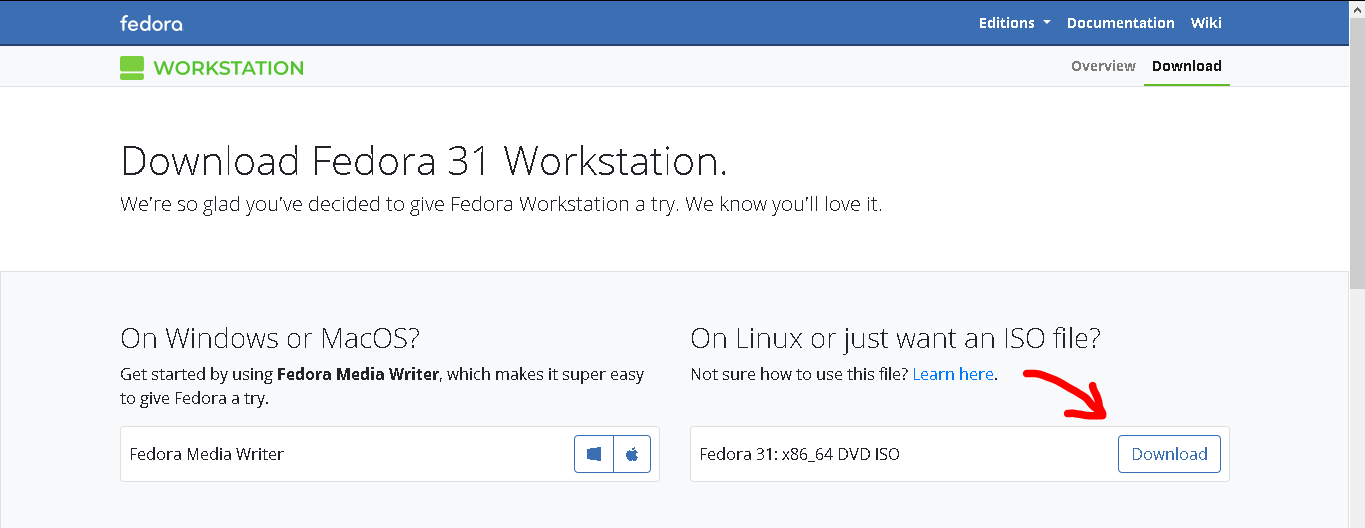 fedora
Editions
Documentation
Wiki
WORKSTATION
Overview
Download
Download Fedora 31 Workstation.
We're so glad you've decided to give Fedora Workstation a try. We know you'll love it.
On Windows or MacOS?
Get started by using Fedora Media Writer, which makes it super easy
to give Fedora a try.
Fedora Media Writer
On Linux or just want an ISO file?
Not sure how to use this file? Learn here.
Fedora 31: x86_64 DVD ISO
Download